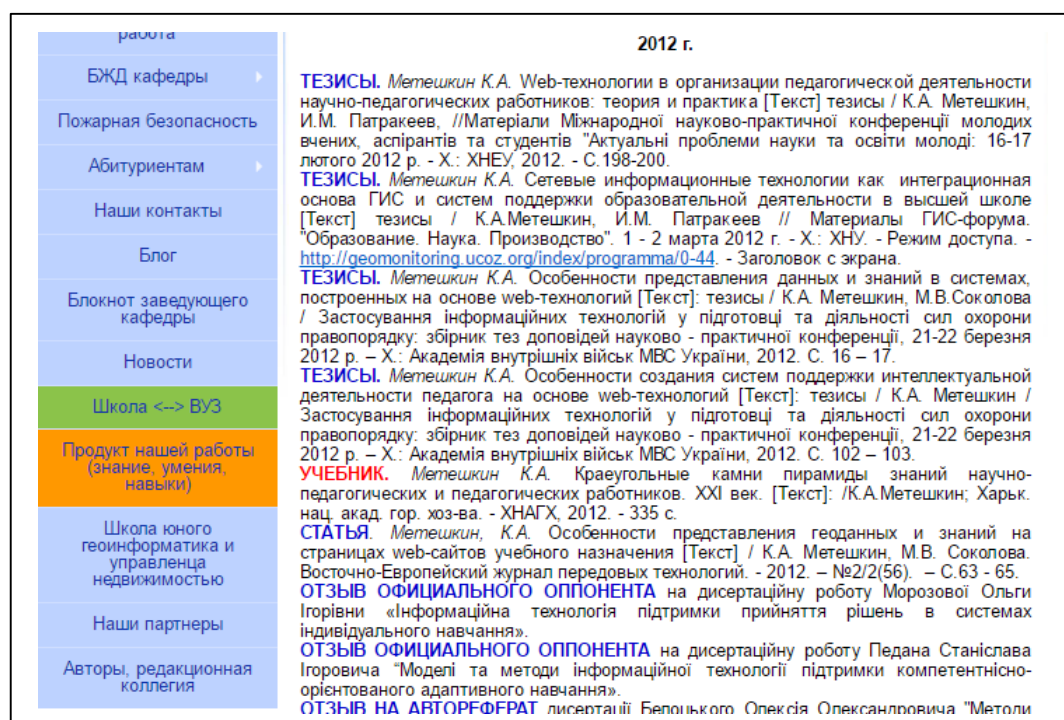 работа
БЖД кафедры
Пожарная безопасность
Абитуриентам
Наши контакты
Блог
Блокнот заведующего
кафедры
Новости
Школа <--> ВУЗ
Продукт нашей работы
(знание, умения,
навыки)
Школа юного
геоинформатика и
управленца
недвижимостью
Наши партнеры
Авторы, редакционная
коллегия
2012 г.
ТЕЗИСЫ. Метешкин К.А. Web-технологии в организации педагогической деятельности
научно-педагогических работников: теория и практика [Текст] тезисы / К.А. Метешкин,
И.М. Патракеев, //Матеріали Міжнародної науково-практичної конференції молодих
вчених, аспірантів та студентів "Актуальні проблеми науки та освіти молоді: 16-17
лютого 2012 р. - Х.: ХНЕУ, 2012. - С.198-200.
ТЕЗИСЫ. Метешкин К.А. Сетевые информационные технологии как интеграционная
основа ГИС и систем поддержки образовательной деятельности в высшей школе
[Текст] тезисы / К.А.Метешкин, И.М. Патракеев // Материалы ГИС-форума.
"Образование. Наука. Производство". 1 - 2 марта 2012 г. - Х.: ХНУ. - Режим доступа. -
http://geomonitoring.ucoz.org/index/programma/0-44. - Заголовок с экрана.
ТЕЗИСЫ. Метешкин К.А. Особенности представления данных и знаний в системах,
построенных на основе web-технологий [Текст]: тезисы / К.А. Метешкин, М.В.Соколова
/ Застосування інформаційних технологій у підготовці та діяльності сил охорони
правопорядку: збірник тез доповідей науково - практичної конференції, 21-22 березня
2012 р. – Х.: Академія внутрішніх військ МВС України, 2012. С. 16 – 17.
ТЕЗИСЫ. Метешкин К.А. Особенности создания систем поддержки интеллектуальной
деятельности педагога на основе web-технологий [Текст]: тезисы / К.А. Метешкин /
Застосування інформаційних технологій у підготовці та діяльності сил охорони
правопорядку: збірник тез доповідей науково - практичної конференції, 21-22 березня
2012 р. – Х.: Академія внутрішніх військ МВС України, 2012. С. 102 – 103.
УЧЕБНИК. Метешкин К.А. Краеугольные камни пирамиды знаний научно-
педагогических и педагогических работников. XXI век. [Текст]: /К.А.Метешкин; Харьк.
нац. акад. гор. хоз-ва. - ХНАГХ, 2012. - 335 с.
СТАТЬЯ. Метешкин, К.А. Особенности представления геоданных и знаний на
страницах web-сайтов учебного назначения [Текст] / К.А. Метешкин, М.В. Соколова.
Восточно-Европейский журнал передовых технологий. - 2012. – №2/2(56). – С.63 - 65.
ОТЗЫВ ОФИЦИАЛЬНОГО ОППОНЕНТА на дисертаційну роботу Морозової Ольги
Ігорівни «Інформаційна технологія підтримки прийняття рішень в системах
індивідуального навчання».
ОТЗЫВ ОФИЦИАЛЬНОГО ОППОНЕНТА на дисертаційну роботу Педана Станіслава
Ігоровича “Моделі та методи інформаційної технології підтримки компетентнісно-
орієнтованого адаптивного навчання».
ОТЗЫВ НА АВТОРЕФЕРАТ дисертації Белоцького Олексія Олександровича "Методи